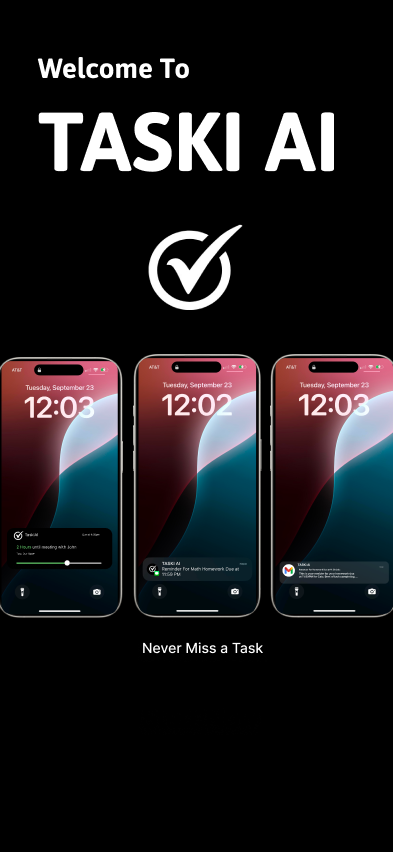 Welcome To
TASKI AI
AT&T
Tuesday, September 23
12:03
Taski AI
2 Hours until meeting with John
AT&T
Tuesday, September 23
12:02
TASKI AI
Reminder For Math Homework Due at
11:59 PM
AT&T
Tuesday, September 23
12:03
TASKI AI
Never Miss a Task